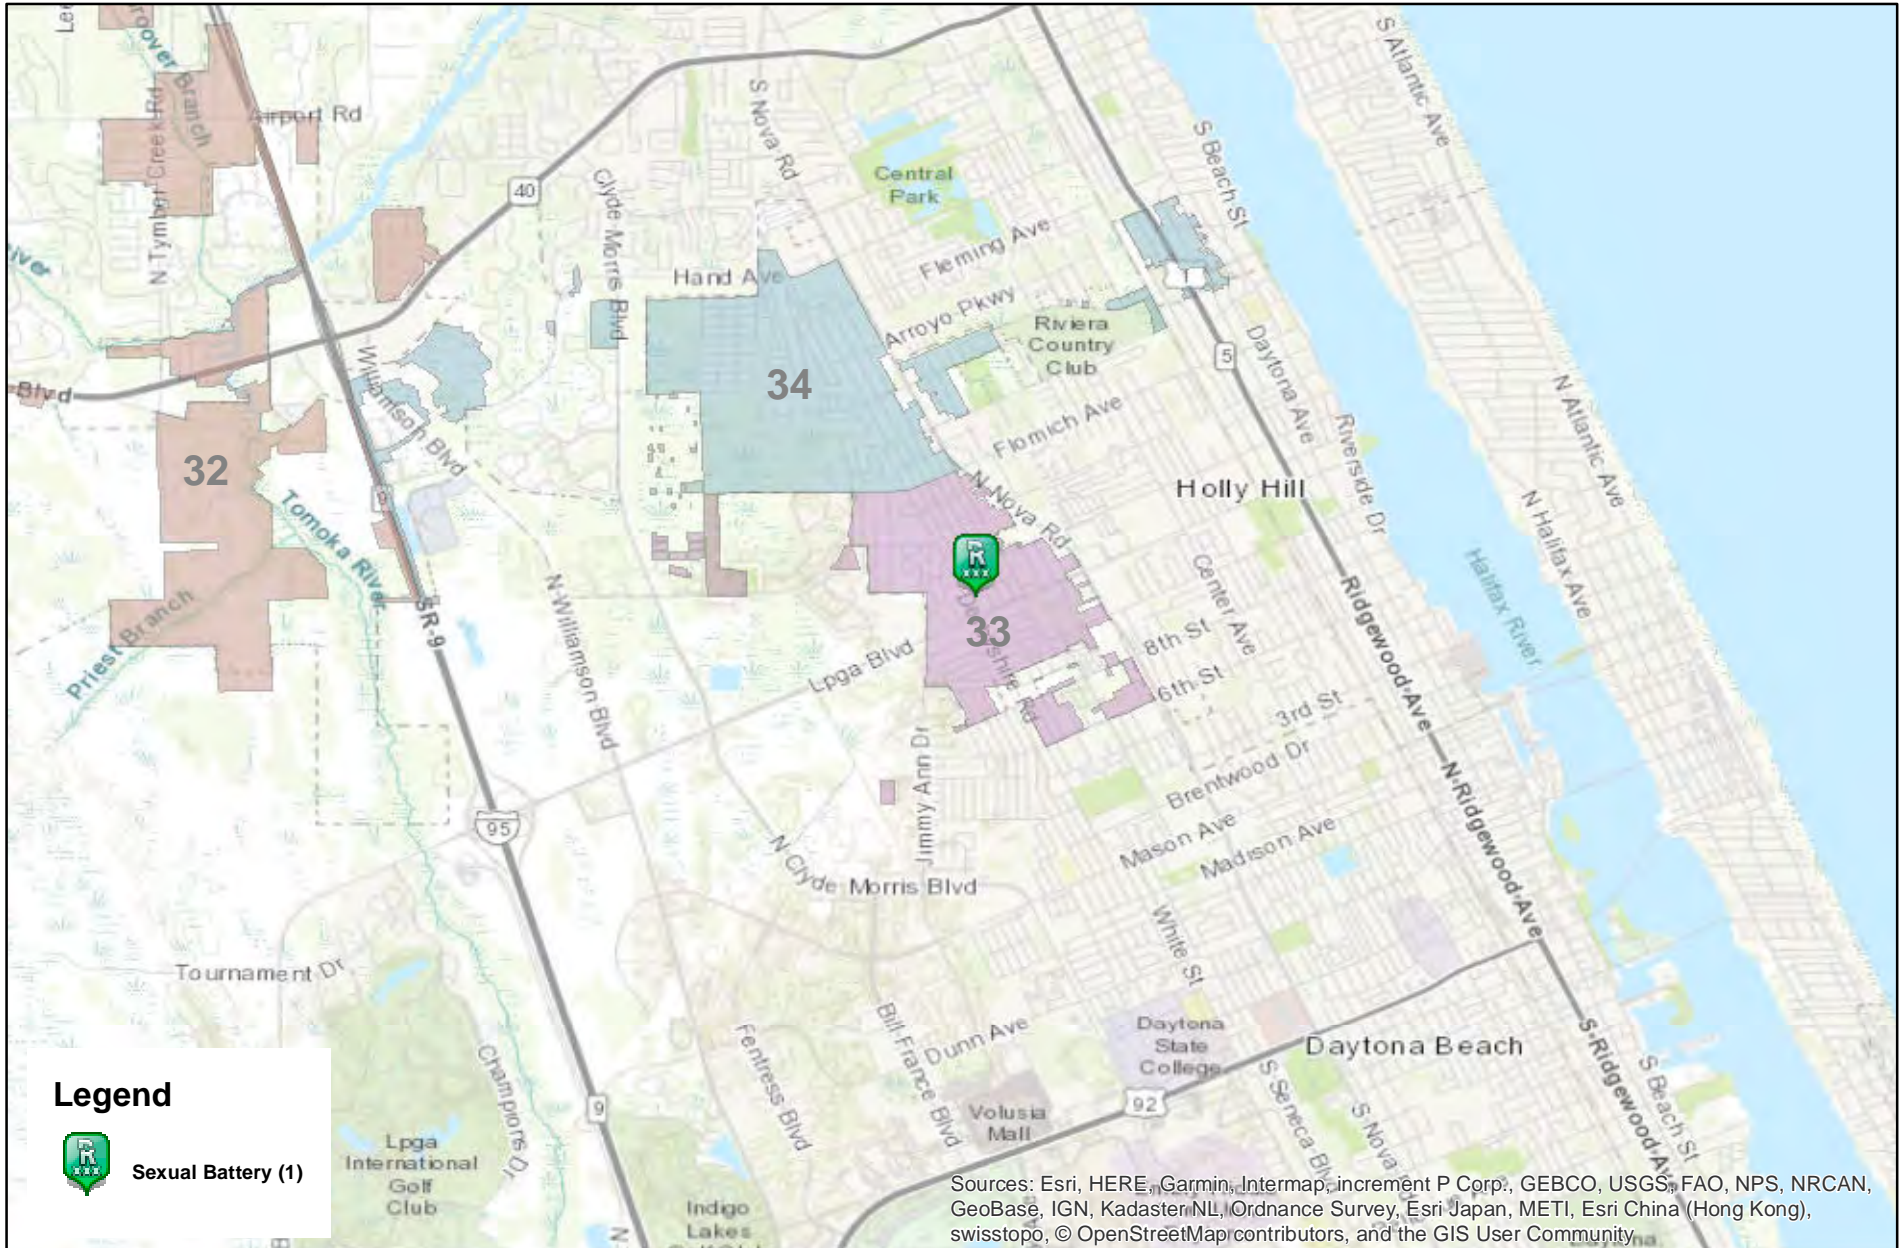 Airport Rd
N Tymber Creek Rd
S Nova Rd
S Atlantic Ave
S Beach St
40
Clyde Morris Blvd
Central
Park
Fleming Ave
Hand Ave
Arroyo Pkwy
Riviera
Country
Club
1
5
Daytona Ave
Blvd
Williamson Blvd
34
32
33
Flomich Ave
N Nova Rd
Holly Hill
Riverside Dr
N Atlantic Ave
N Halifax Ave
Halifax River
Tomoka River
Priest Branch
SR-9
N Williamson Blvd
Lpga Blvd
R
xxx
8th St
6th St
3rd St
Center Ave
Ridgewood Ave
N Ridgewood Ave
Brentwood Dr
Mason Ave
Madison Ave
Jimmy Ann Dr
95
N Clyde Morris Blvd
White St
Tournament Dr
Champions Dr
Fentress Blvd
Bill France Blvd
Dunn Ave
Daytona
State
College
Daytona Beach
S Ridgewood Ave
S Beach St
S Seneca Blvd
S Nova Rd
92
9
Volusia
Mall
Lpga
International
Golf
Club
Indigo
Lakes
Legend
R
xxx
Sexual Battery (1)
Sources: Esri, HERE, Garmin, Intermap, increment P Corp., GEBCO, USGS, FAO, NPS, NRCAN,
GeoBase, IGN, Kadaster NL, Ordnance Survey, Esri Japan, METI, Esri China (Hong Kong),
swisstopo, © OpenStreetMap contributors, and the GIS User Community